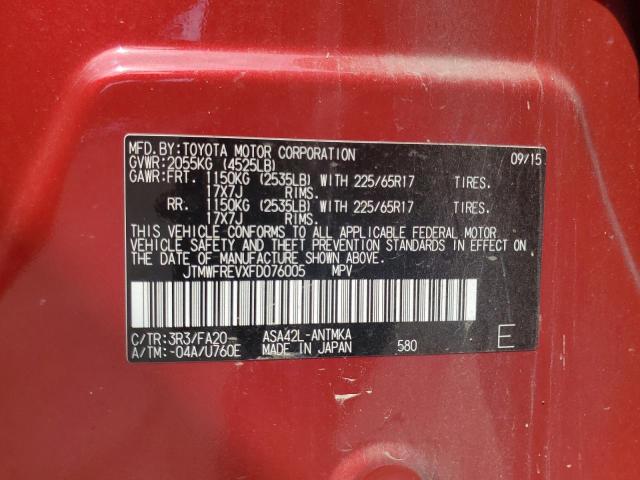 MFD. BY: TOYOTA MOTOR CORPORATION 09/15
GVWR: 2055KG (4525LB)
GAWR: FRT. 1150KG (2535LB) WITH 225/65R17 TIRES.
17X7J RIMS.
RR. 1150KG (2535LB) WITH 225/65R17 TIRES.
17X7J RIMS.
THIS VEHICLE CONFORMS TO ALL APPLICABLE FEDERAL MOTOR
VEHICLE SAFETY AND THEFT PREVENTION STANDARDS IN EFFECT ON
THE DATE OF MANUFACTURE SHOWN ABOVE.
JTMWFREVXFD076005 MPV
C/TR: 3R3/FA20 ASA42L-ANTMKA
A/TM: -04A/U760E MADE IN JAPAN 580 E